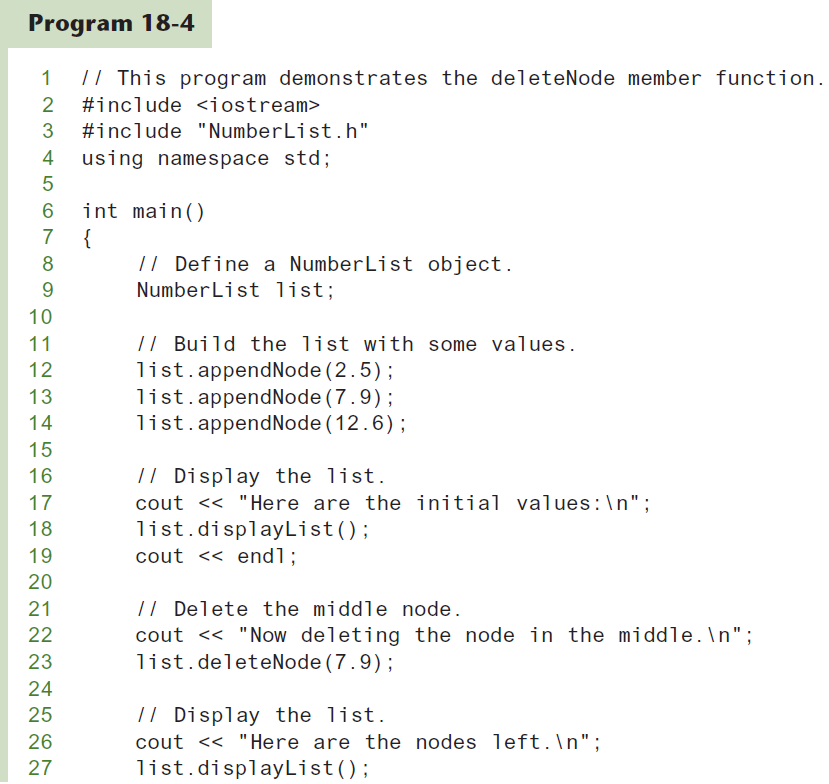 Program 18-4
1 // This program demonstrates the deleteNode member function.
2 #include <iostream>
3 #include "NumberList.h"
4 using namespace std;
5
6 int main()
7 {
8 // Define a NumberList object.
9 NumberList list;
10
11 // Build the list with some values.
12 list.appendNode(2.5);
13 list.appendNode(7.9);
14 list.appendNode(12.6);
15
16 // Display the list.
17 cout << "Here are the initial values:\n";
18 list.displayList();
19 cout << endl;
20
21 // Delete the middle node.
22 cout << "Now deleting the node in the middle.\n";
23 list.deleteNode(7.9);
24
25 // Display the list.
26 cout << "Here are the nodes left.\n";
27 list.displayList();